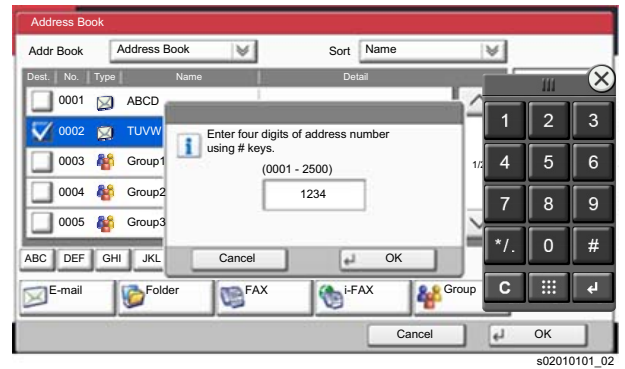 Address Book
Addr Book Address Book Sort Name
Dest. No. Type Name Detail
0001 ABCD
0002 TUVW
0003 Group1
0004 Group2
0005 Group3
1/2
Enter four digits of address number
using # keys.
(0001 - 2500)
1234
Cancel OK
ABC DEF GHI JKL
E-mail Folder FAX i-FAX Group
Cancel OK
1 2 3
4 5 6
7 8 9
*/. 0 #
C
s02010101_02